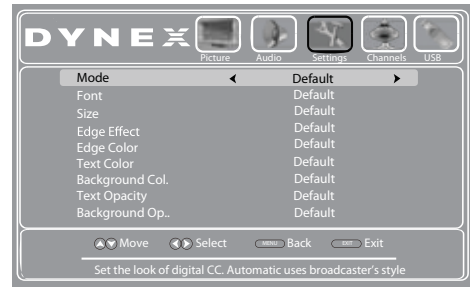 DYNEX
Picture Audio Settings Channels USB
Mode Default
Font Default
Size Default
Edge Effect Default
Edge Color Default
Text Color Default
Background Col. Default
Text Opacity Default
Background Op.. Default
Move Select MENU Back EXIT Exit
Set the look of digital CC. Automatic uses broadcaster's style